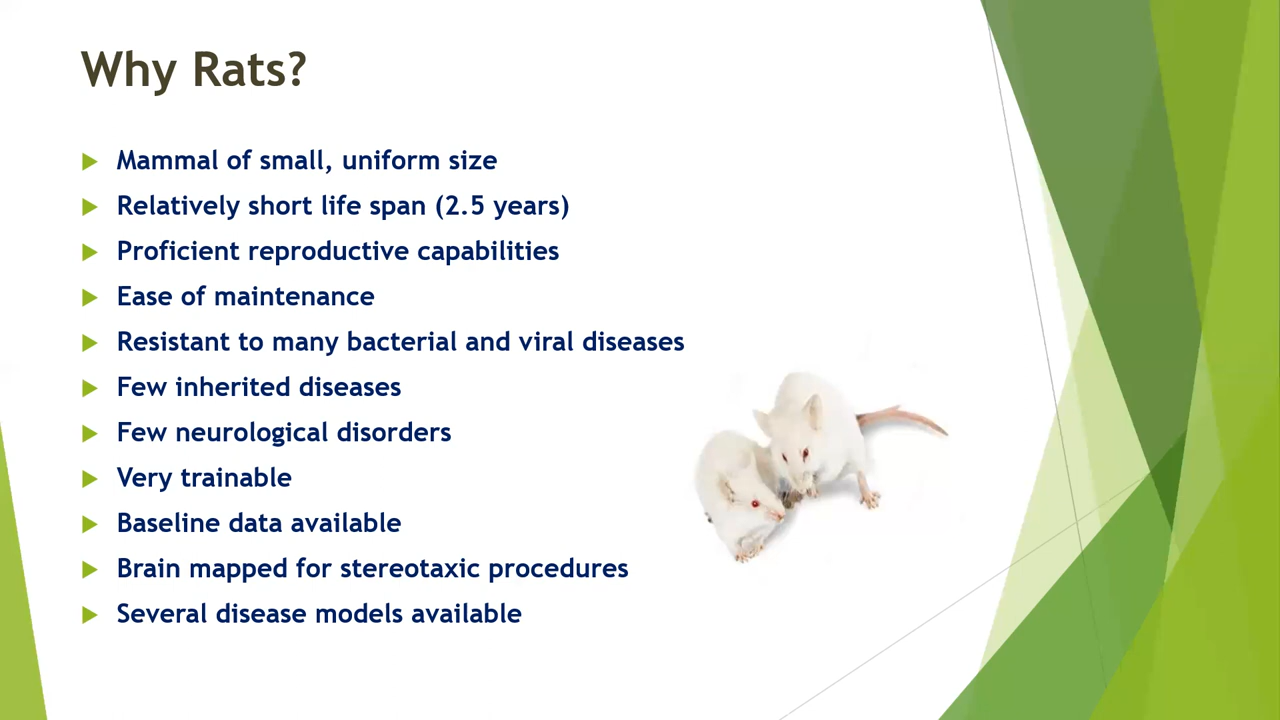 Why Rats?
Mammal of small, uniform size
Relatively short life span (2.5 years)
Proficient reproductive capabilities
Ease of maintenance
Resistant to many bacterial and viral diseases
Few inherited diseases
Few neurological disorders
Very trainable
Baseline data available
Brain mapped for stereotaxic procedures
Several disease models available